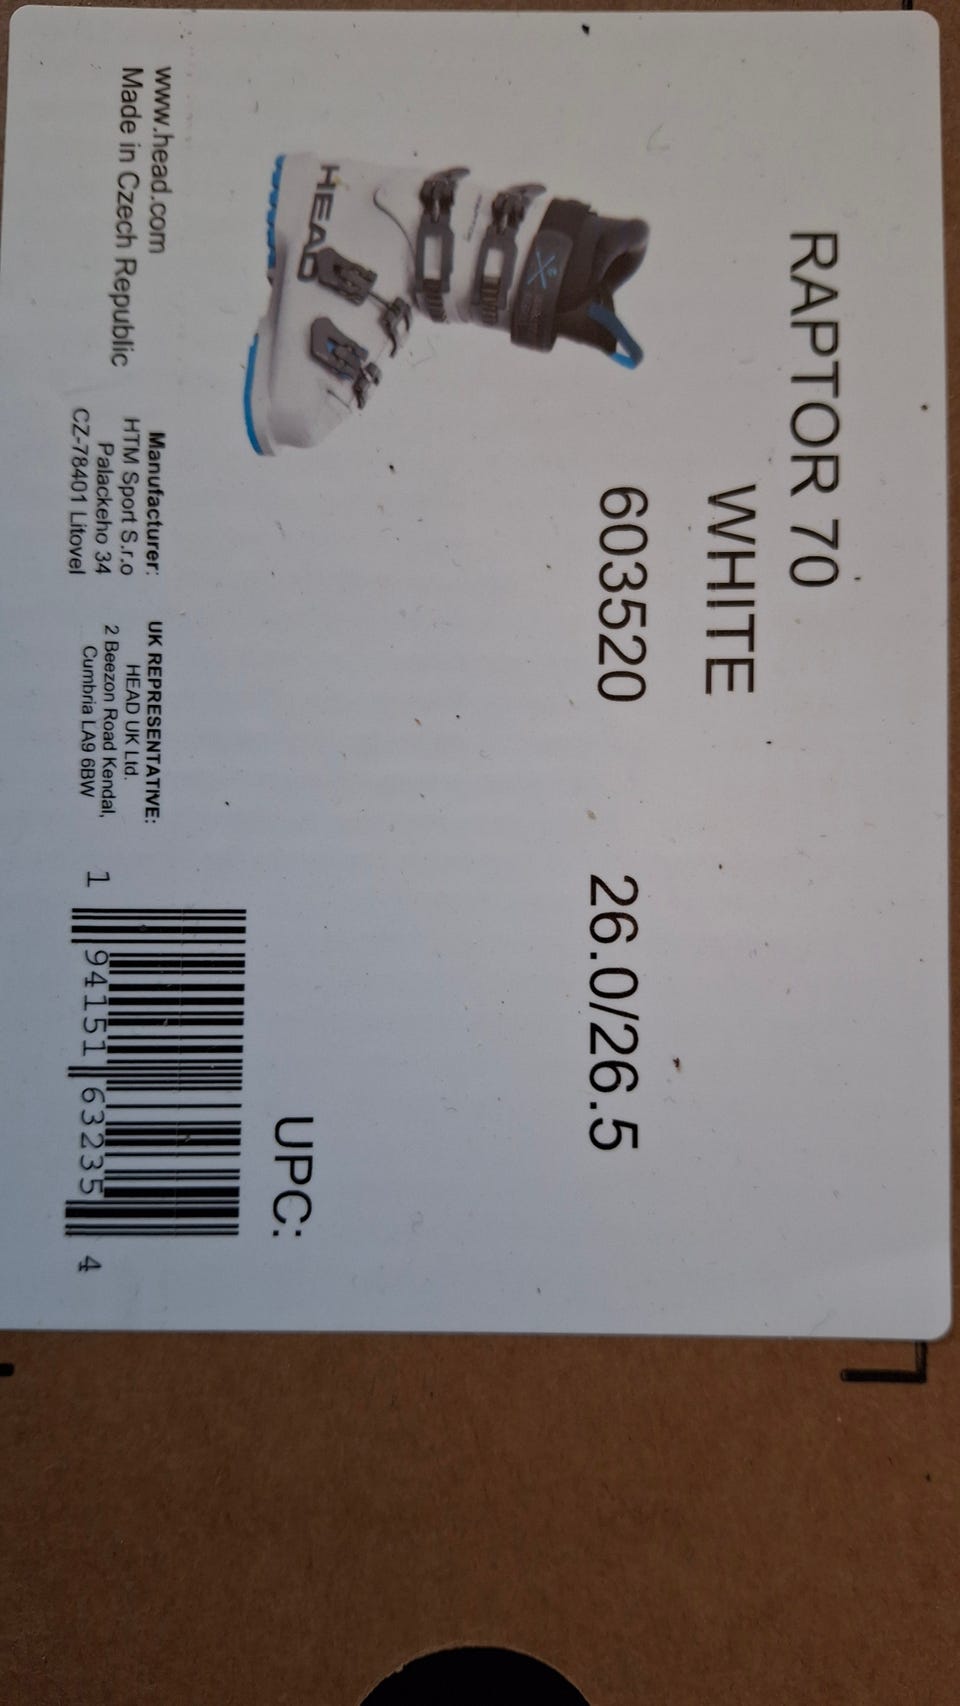 RAPTOR 70
WHITE
603520 26.0/26.5
HEAD
UPC:
www.head.com
Made in Czech Republic
Manufacturer:
HTM Sport S.r.o
Palackeho 34
CZ-78401 Litovel
UK REPRESENTATIVE:
HEAD UK Ltd.
2 Beezon Road Kendal,
Cumbria LA9 6BW
1 94151 63235 4